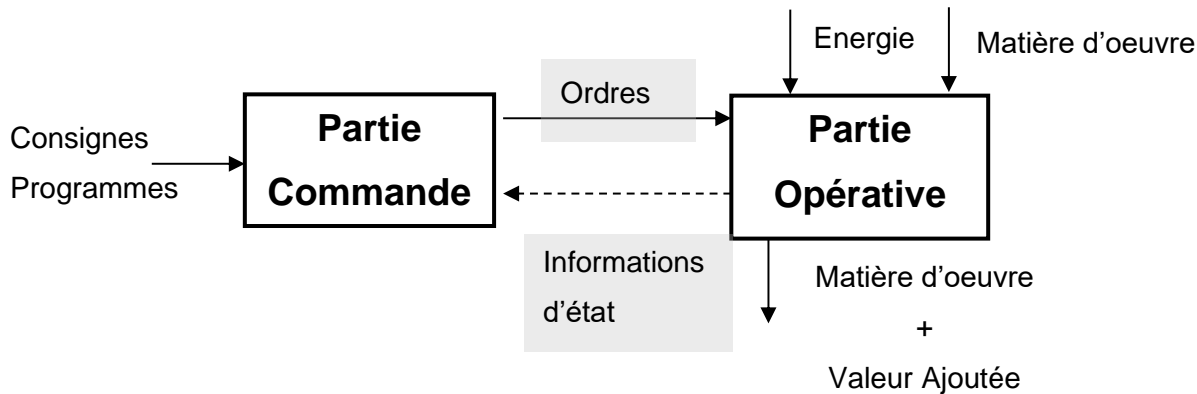 Energie
Matière d'oeuvre
Ordres
Consignes
Programmes
Partie
Commande
Partie
Opérative
Informations
d’état
Matière d'oeuvre
+
Valeur Ajoutée